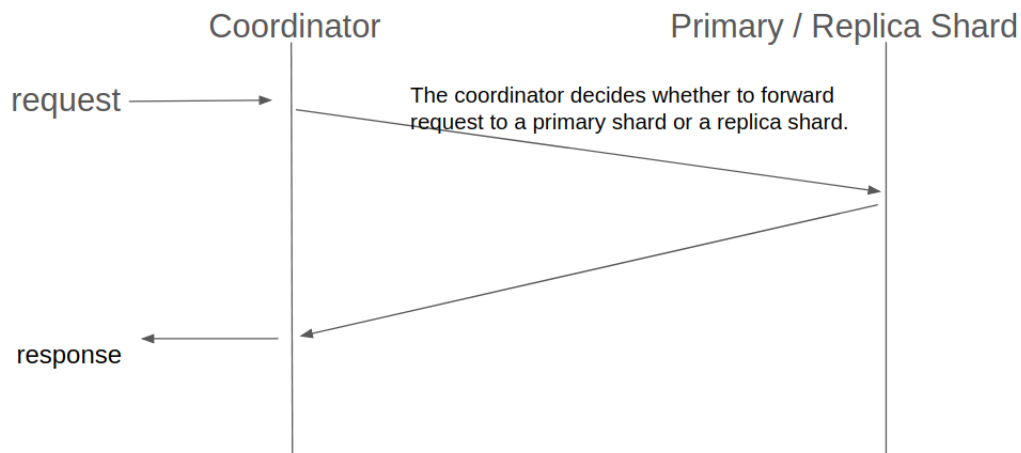 Coordinator
Primary / Replica Shard
request
The coordinator decides whether to forward
request to a primary shard or a replica shard.
response